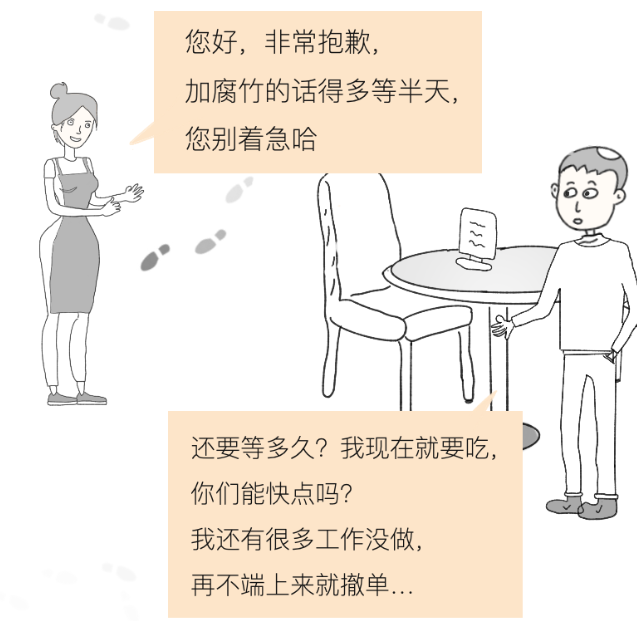 您好，非常抱歉，
加腐竹的话得多等半天，
您别着急哈
还要等多久？我现在就要吃，
你们能快点吗？
我还有很多工作没做，
再不端上来就撤单…